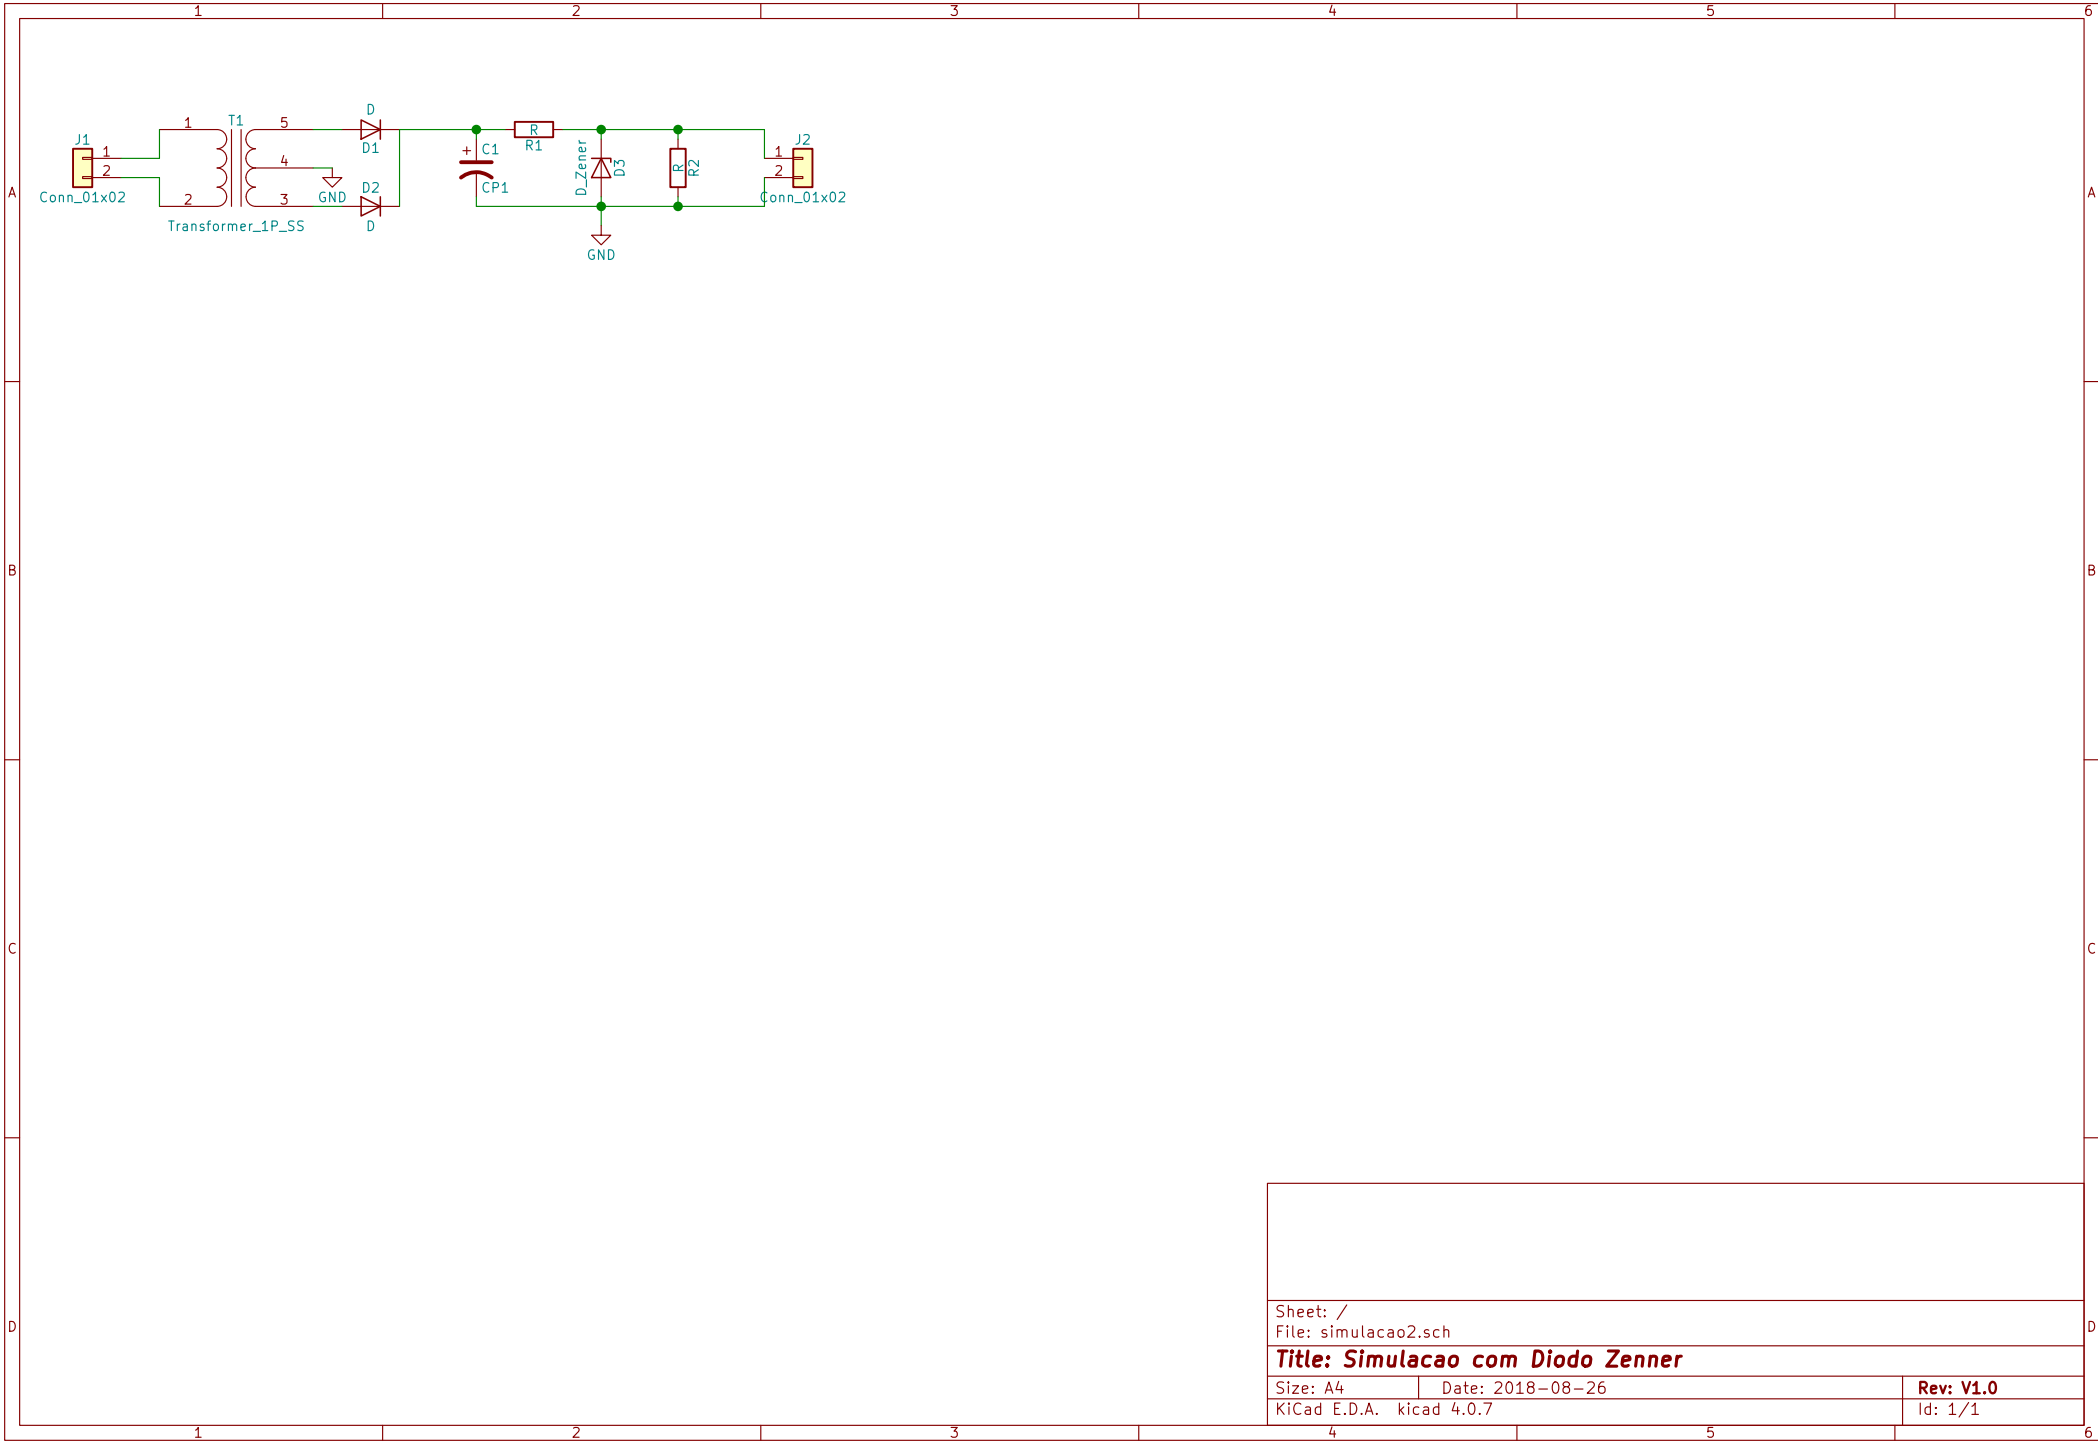 1 2 3 4 5 6
A
B
C
D
A
B
C
D
J1
1
2
Conn_01x02
T1
1
2
5
4
3
Transformer_1P_SS
D
D1
GND
D2
D
+
C1
CP1
R
R1
D_Zener
D3
GND
R
R2
J2
1
2
Conn_01x02
Sheet: /
File: simulacao2.sch
Title: Simulacao com Diodo Zenner
Size: A4 Date: 2018-08-26 Rev: V1.0
KiCad E.D.A. kicad 4.0.7 Id: 1/1
1 2 3 4 5 6